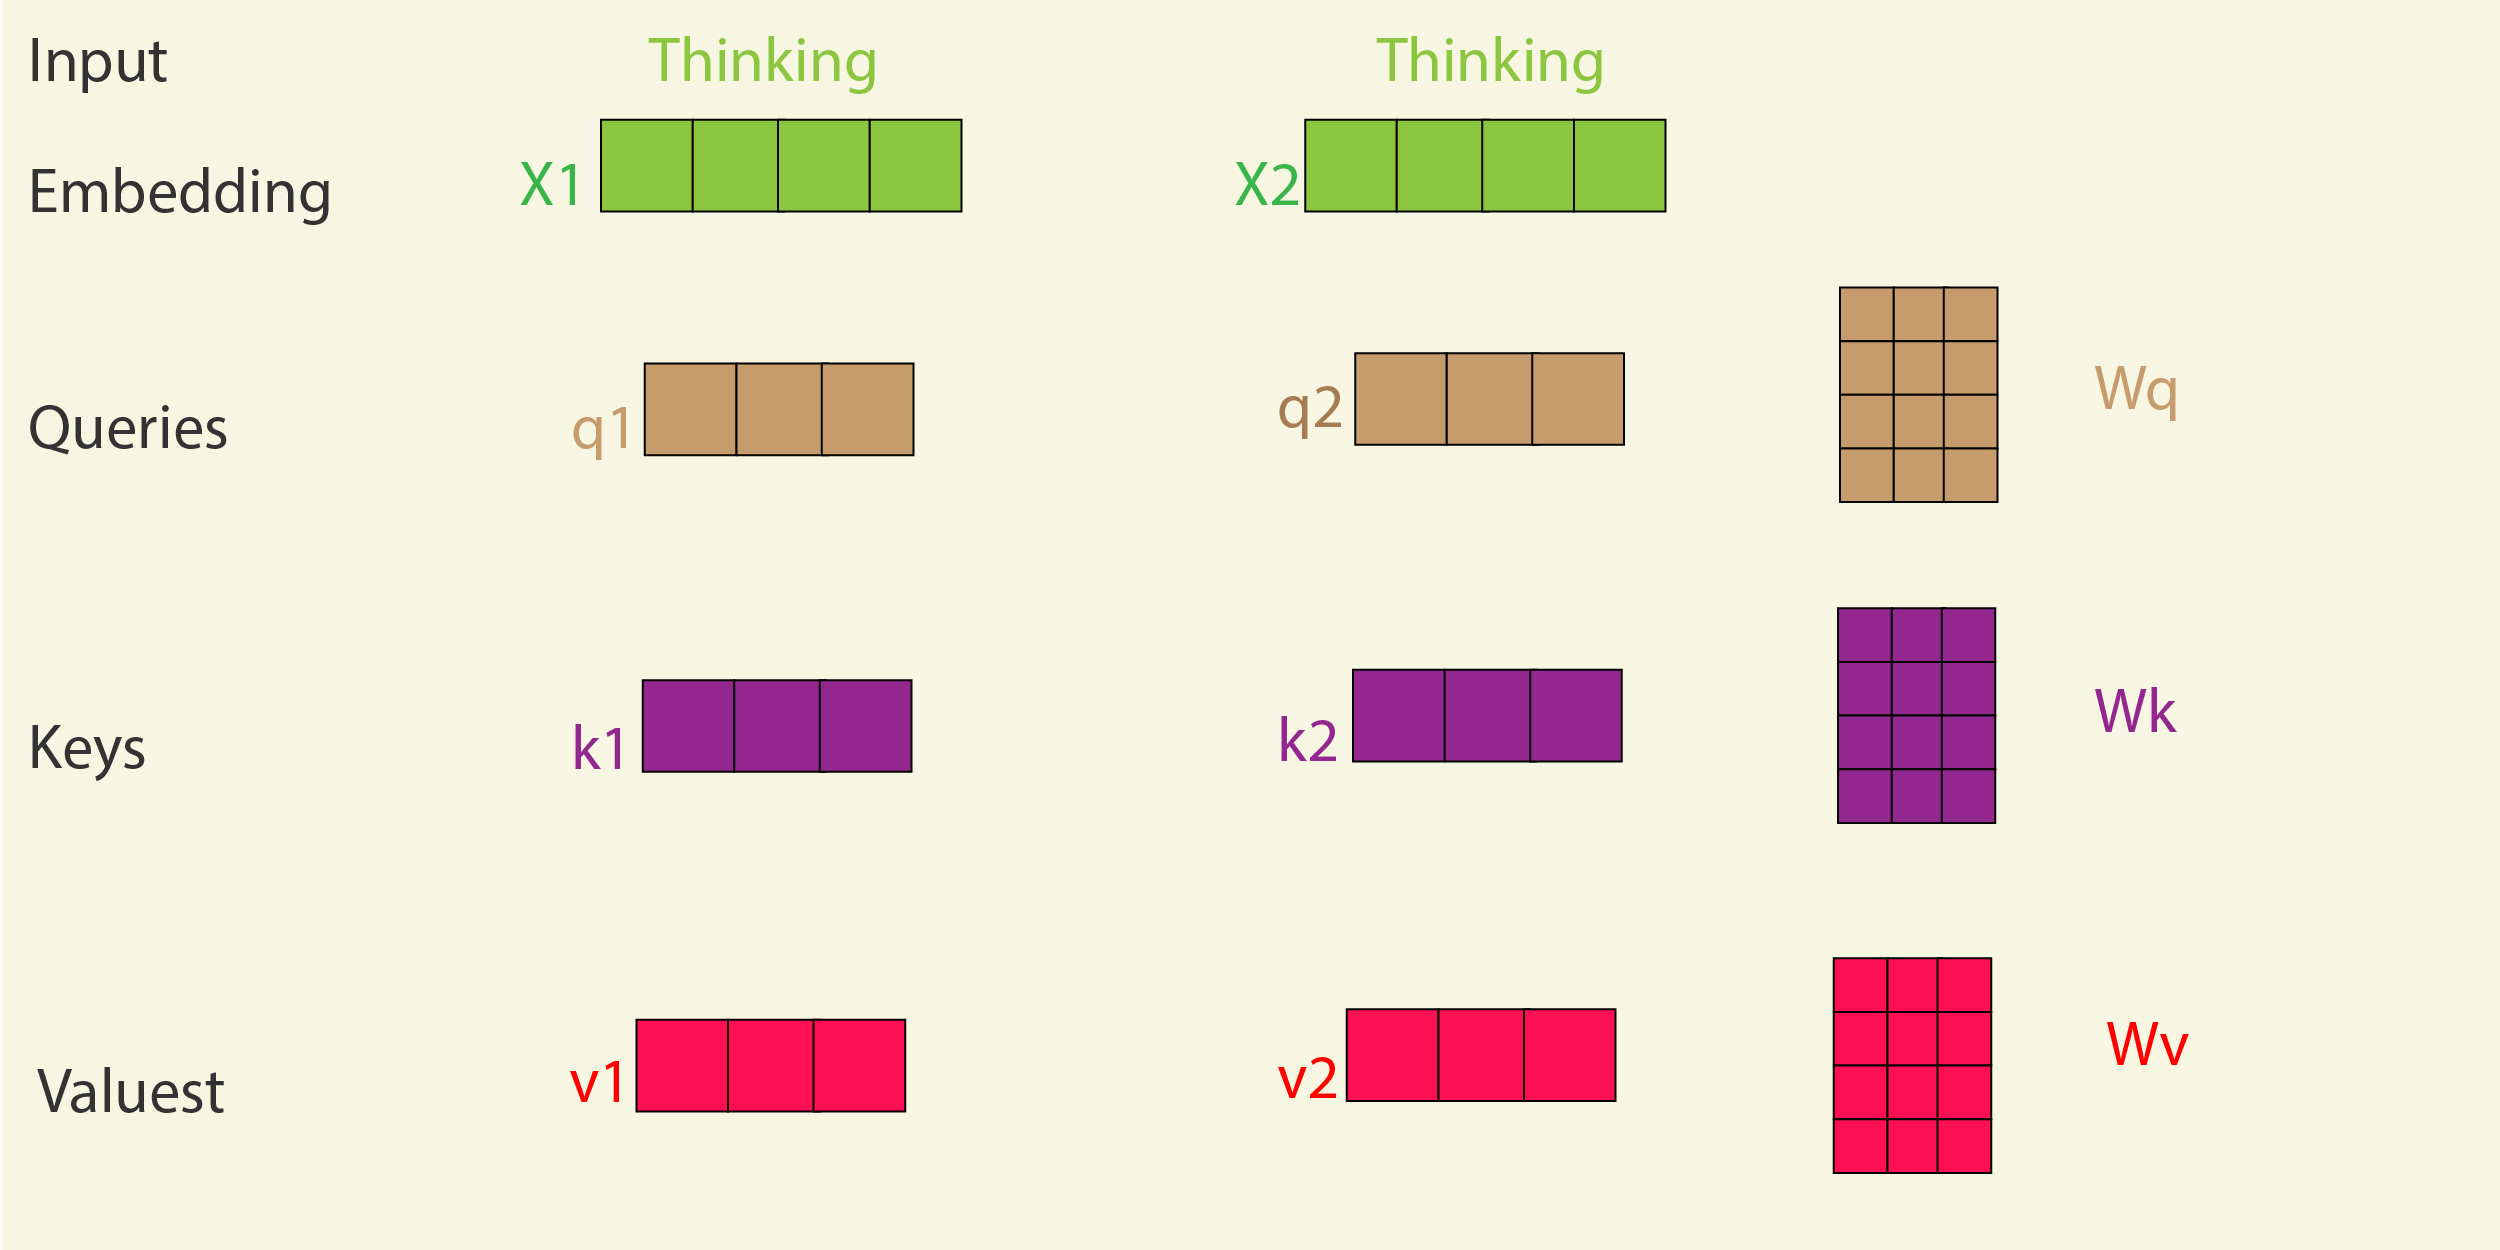 Input Thinking Thinking
Embedding X1 X2
Queries q1 q2 Wq
Keys k1 k2 Wk
Valuest v1 v2 Wv